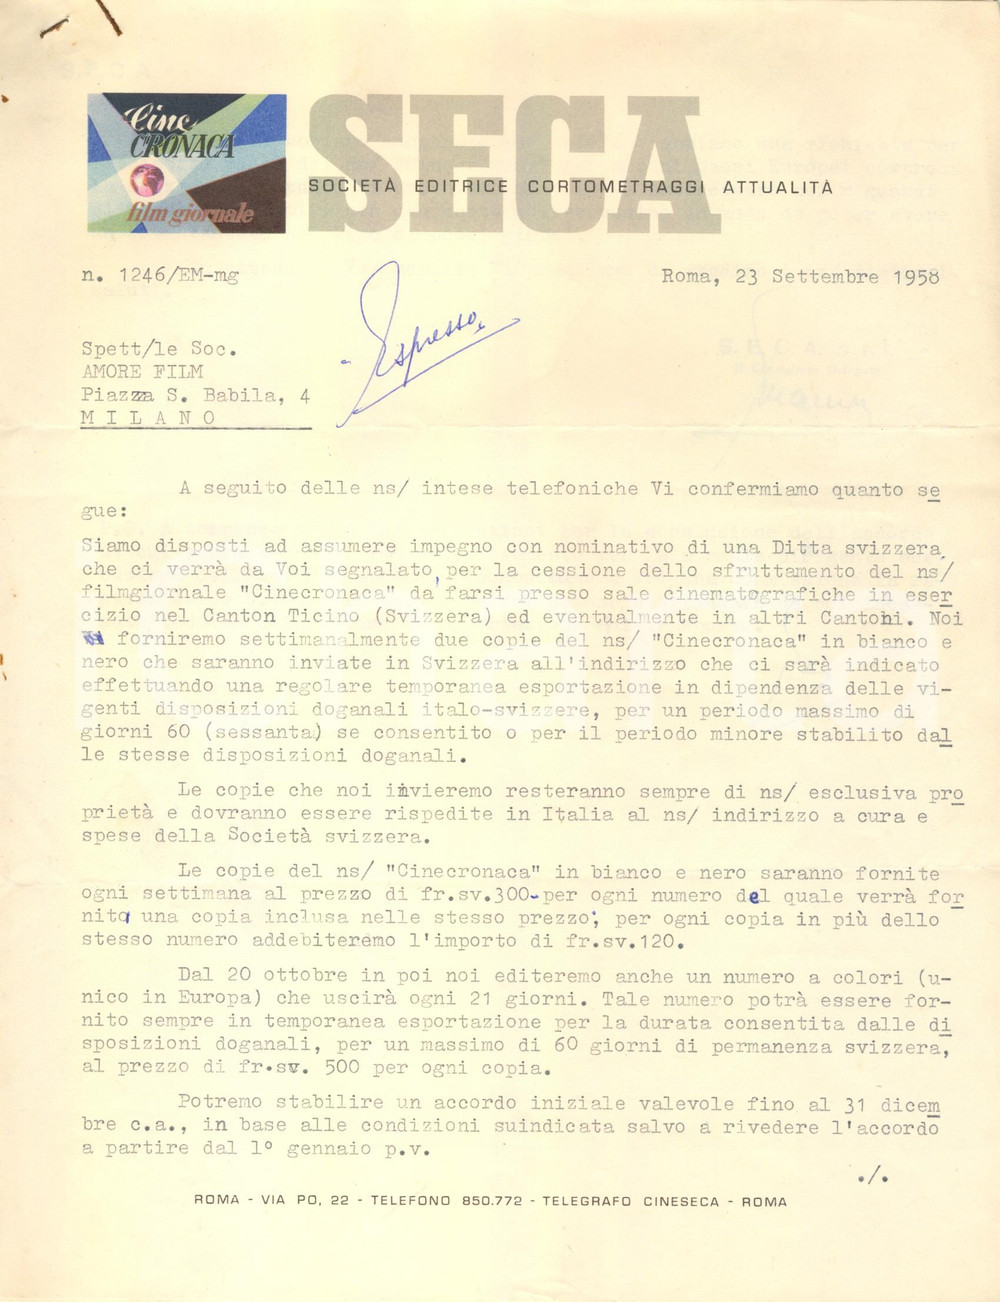 Cine
CRONACA
film giornale
SECA
SOCIETÀ EDITRICE CORTOMETRAGGI ATTUALITÀ
n. 1246/EM-mg
Roma, 23 Settembre 1958
Espresso
Spett/le Soc.
AMORE FILM
Piazza S. Babila, 4
MILANO
A seguito delle ns/ intese telefoniche Vi confermiamo quanto se
gue:
Siamo disposti ad assumere impegno con nominativo di una Ditta svizzera,
che ci verrà da Voi segnalato, per la cessione dello sfruttamento del ns/
filmgiornale "Cinecronaca" da farsi presso sale cinematografiche in eser
cizio nel Canton Ticino (Svizzera) ed eventualmente in altri Cantoni. Noi
forniremo settimanalmente due copie del ns/ "Cinecronaca" in bianco e
nero che saranno inviate in Svizzera all'indirizzo che ci sarà indicato
effettuando una regolare temporanea esportazione in dipendenza delle vi-
genti disposizioni doganali italo-svizzere, per un periodo massimo di
giorni 60 (sessanta) se consentito o per il periodo minore stabilito dal
le stesse disposizioni doganali.
Le copie che noi invieremo resteranno sempre di ns/ esclusiva pro
prietà e dovranno essere rispedite in Italia al ns/ indirizzo a cura e
spese della Società svizzera.
Le copie del ns/ "Cinecronaca" in bianco e nero saranno fornite
ogni settimana al prezzo di fr.sv.300-per ogni numero del quale verrà for
nito una copia inclusa nelle stesso prezzo; per ogni copia in più dello
stesso numero addebiteremo l'importo di fr.sv.120.
Dal 20 ottobre in poi noi editeremo anche un numero a colori (u-
nico in Europa) che uscirà ogni 21 giorni. Tale numero potrà essere for-
nito sempre in temporanea esportazione per la durata consentita dalle di
sposizioni doganali, per un massimo di 60 giorni di permanenza svizzera,
al prezzo di fr.sv. 500 per ogni copia.
Potremo stabilire un accordo iniziale valevole fino al 31 dicem
bre c.a., in base alle condizioni suindicata salvo a rivedere l'accordo
a partire dal 1° gennaio p.v.
./.
ROMA - VIA PO, 22 - TELEFONO 850.772 - TELEGRAFO CINESECA - ROMA